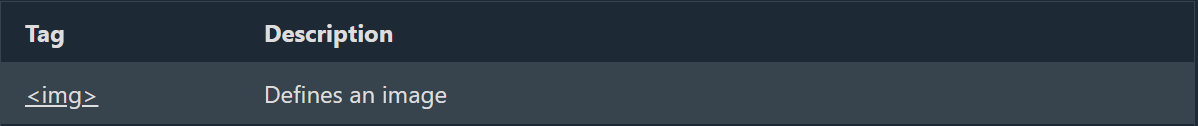 Tag Description
<img> Defines an image